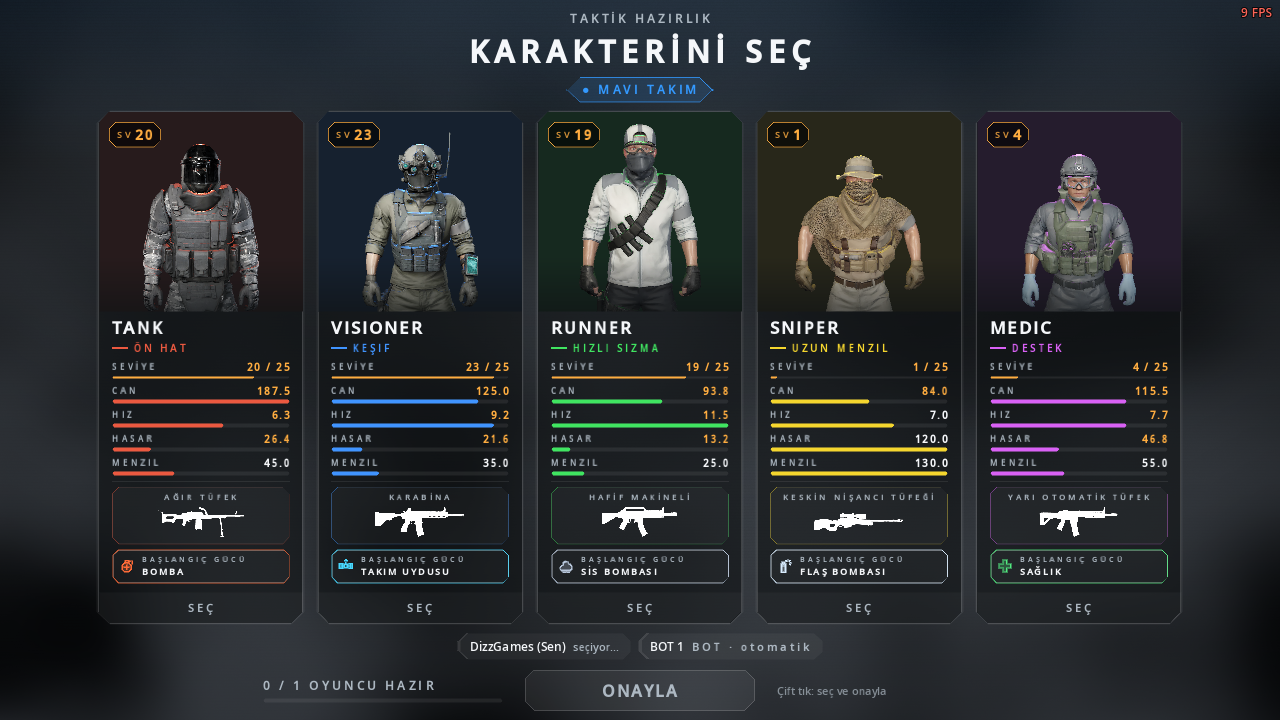 9 FPS
TAKTİK HAZIRLIK
KARAKTERİNİ SEÇ
• MAVI TAKIM
SV 20
TANK
ÖN HAT
SEVİYE 20 / 25
CAN 187.5
HIZ 6.3
HASAR 26.4
MENZIL 45.0
AĞIR TÜFEK
BAŞLANGIÇ GÜCÜ
BOMBA
SEÇ
SV 23
VISIONER
KEŞIF
SEVİYE 23 / 25
CAN 125.0
HIZ 9.2
HASAR 21.6
MENZIL 35.0
KARABİNA
BAŞLANGIÇ GÜCÜ
TAKIM UYDUSU
SEÇ
SV 19
RUNNER
HIZLI SIZMA
SEVİYE 19 / 25
CAN 93.8
HIZ 11.5
HASAR 13.2
MENZIL 25.0
HAFİF MAKİNELİ
BAŞLANGIÇ GÜCÜ
SİS BOMBASI
SEÇ
SV 1
SNIPER
UZUN MENZIL
SEVİYE 1 / 25
CAN 84.0
HIZ 7.0
HASAR 120.0
MENZIL 130.0
KESKİN NİŞANCI TÜFEĞİ
BAŞLANGIÇ GÜCÜ
FLAŞ BOMBASI
SEÇ
SV 4
MEDIC
DESTEK
SEVİYE 4 / 25
CAN 115.5
HIZ 7.7
HASAR 46.8
MENZIL 55.0
YARI OTOMATİK TÜFEK
BAŞLANGIÇ GÜCÜ
SAĞLIK
SEÇ
DizzGames (Sen) seçiyor...
BOT 1 BOT · otomatik
0 / 1 OYUNCU HAZIR
ONAYLA
Çift tık: seç ve onayla